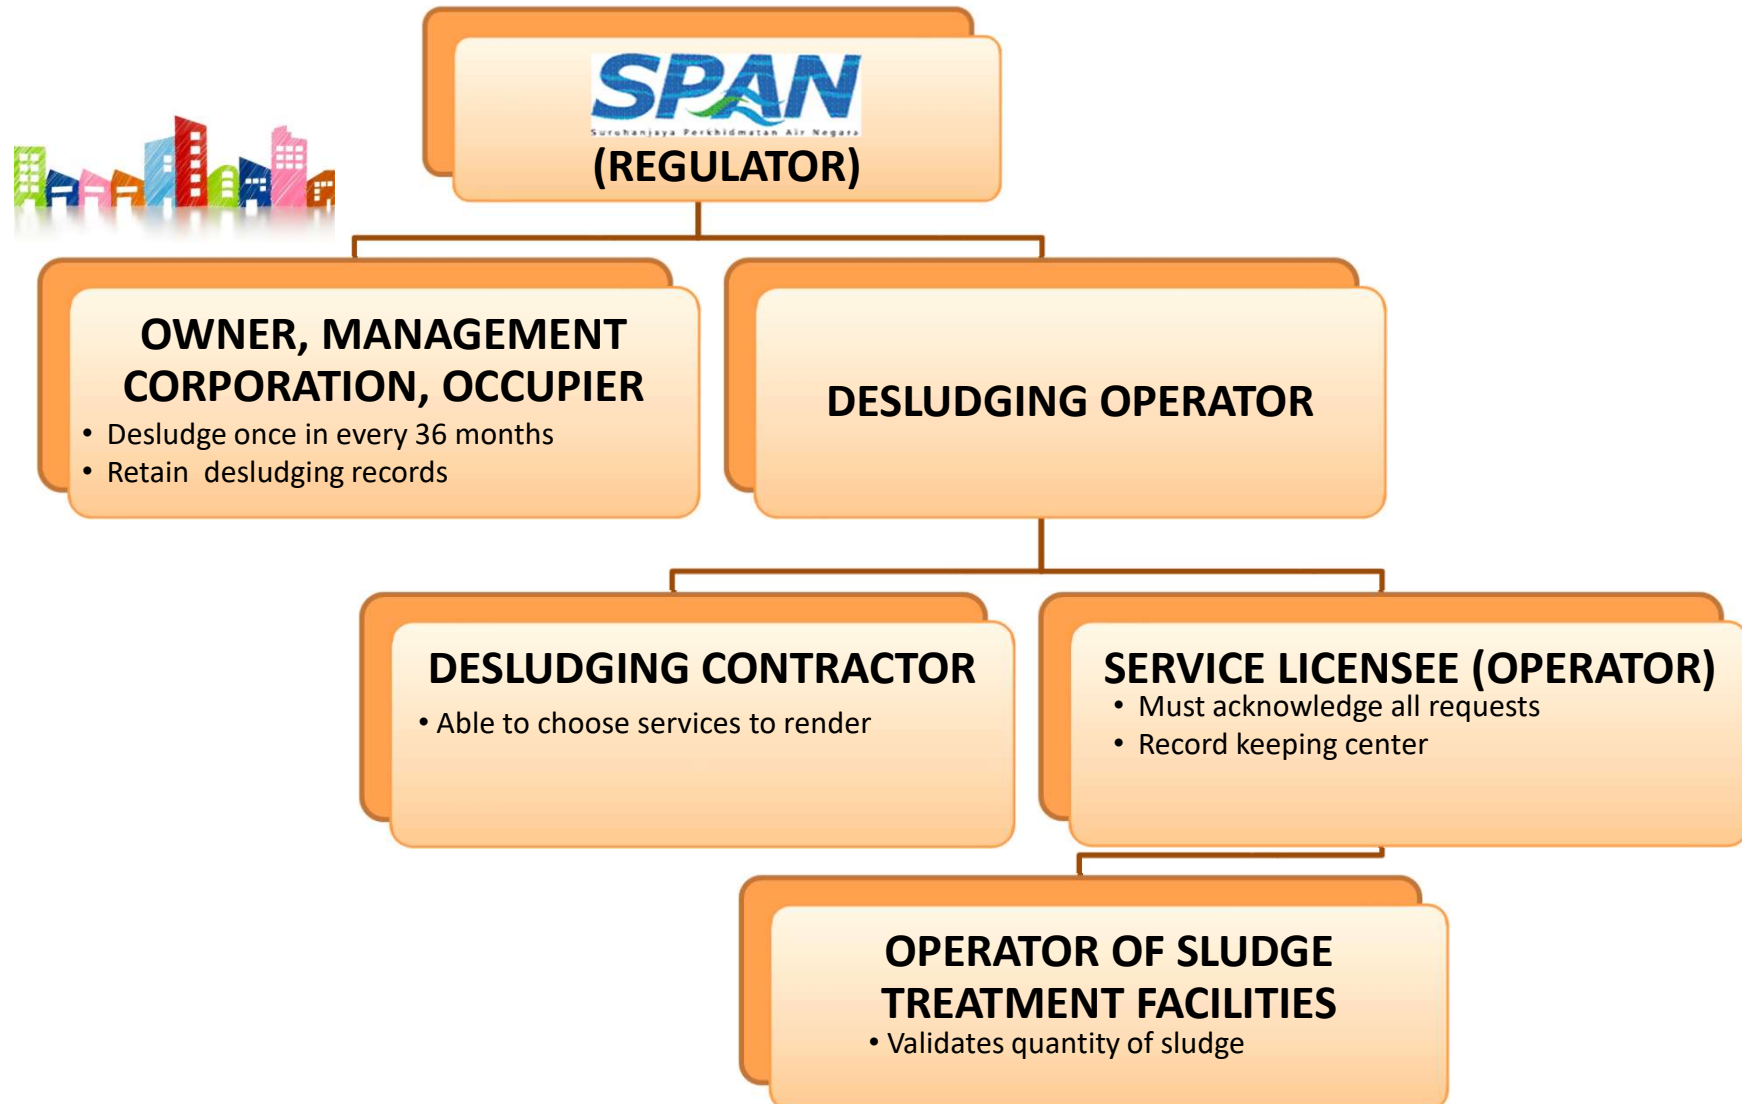 SPAN
Suruhanjaya Perkhidmatan Air Negara
(REGULATOR)
OWNER, MANAGEMENT
CORPORATION, OCCUPIER
• Desludge once in every 36 months
• Retain desludging records
DESLUDGING OPERATOR
DESLUDGING CONTRACTOR
• Able to choose services to render
SERVICE LICENSEE (OPERATOR)
• Must acknowledge all requests
• Record keeping center
OPERATOR OF SLUDGE
TREATMENT FACILITIES
• Validates quantity of sludge